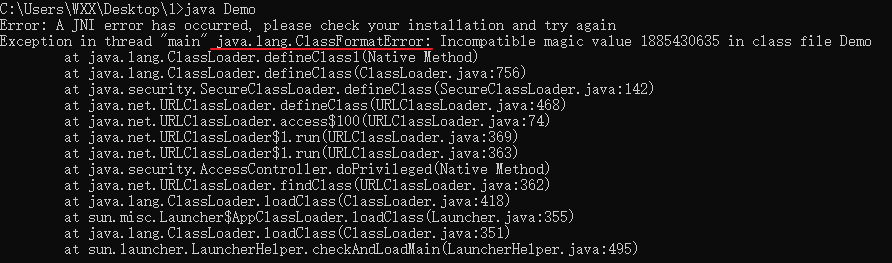 C:\Users\WXX\Desktop\1>java Demo
Error: A JNI error has occurred, please check your installation and try again
Exception in thread "main" java.lang.ClassFormatError: Incompatible magic value 1885430635 in class file Demo
at java.lang.ClassLoader.defineClass1(Native Method)
at java.lang.ClassLoader.defineClass(ClassLoader.java:756)
at java.security.SecureClassLoader.defineClass(SecureClassLoader.java:142)
at java.net.URLClassLoader.defineClass(URLClassLoader.java:468)
at java.net.URLClassLoader.access$100(URLClassLoader.java:74)
at java.net.URLClassLoader$1.run(URLClassLoader.java:369)
at java.net.URLClassLoader$1.run(URLClassLoader.java:363)
at java.security.AccessController.doPrivileged(Native Method)
at java.net.URLClassLoader.findClass(URLClassLoader.java:362)
at java.lang.ClassLoader.loadClass(ClassLoader.java:418)
at sun.misc.Launcher$AppClassLoader.loadClass(Launcher.java:355)
at java.lang.ClassLoader.loadClass(ClassLoader.java:351)
at sun.launcher.LauncherHelper.checkAndLoadMain(LauncherHelper.java:495)